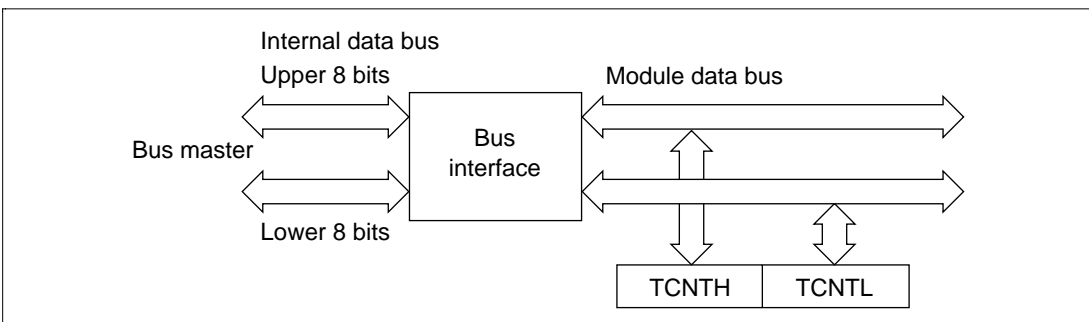 Internal data bus
Upper 8 bits
Module data bus
Bus master
Bus
interface
Lower 8 bits
TCNTH
TCNTL